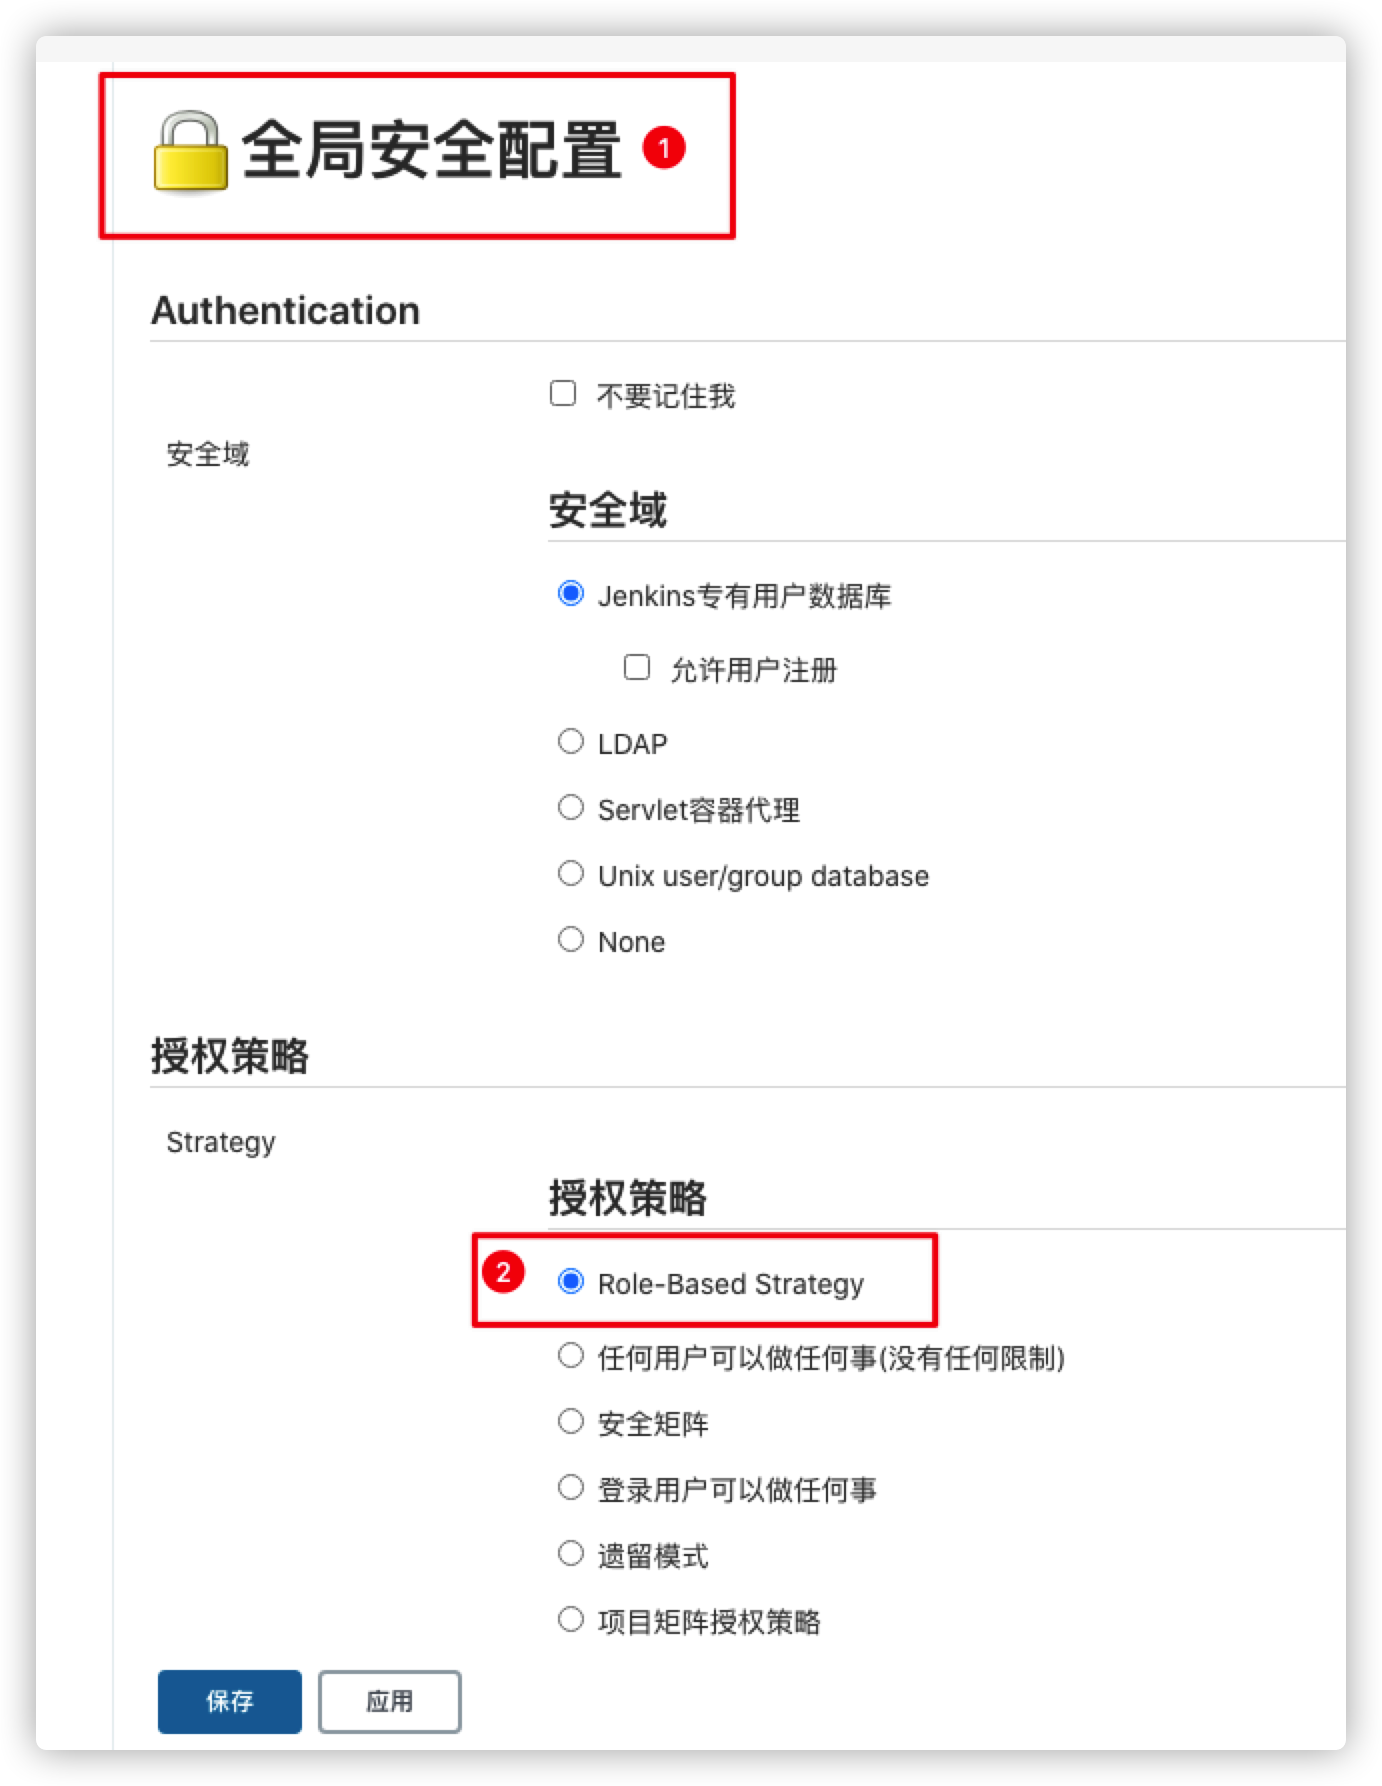 全局安全配置 1
Authentication
不要记住我
安全域
安全域
Jenkins专有用户数据库
允许用户注册
LDAP
Servlet容器代理
Unix user/group database
None
授权策略
Strategy
授权策略
2 Role-Based Strategy
任何用户可以做任何事(没有任何限制)
安全矩阵
登录用户可以做任何事
遗留模式
项目矩阵授权策略
保存 应用